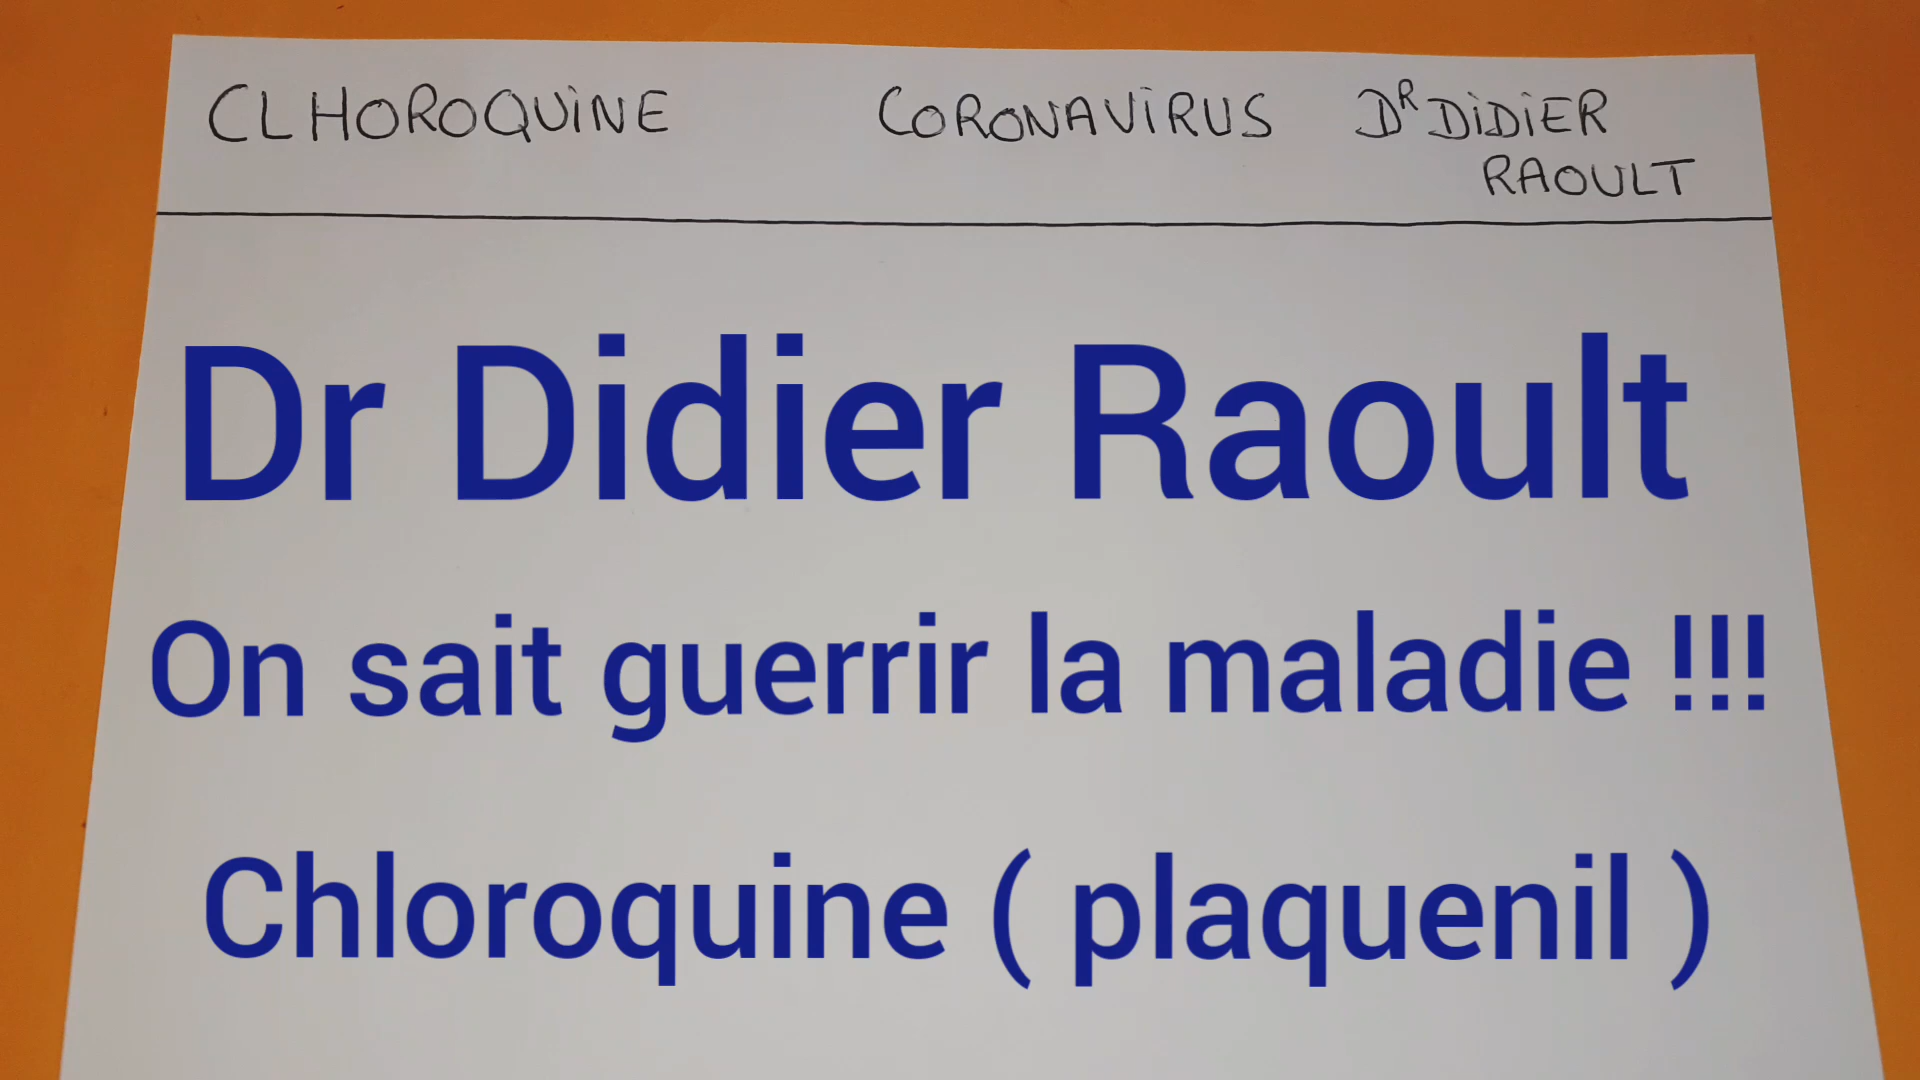 CLHOROQUINE CORONAVIRUS DR DIDIER
RAOULT
Dr Didier Raoult
On sait guerrir la maladie !!!
Chloroquine ( plaquenil )